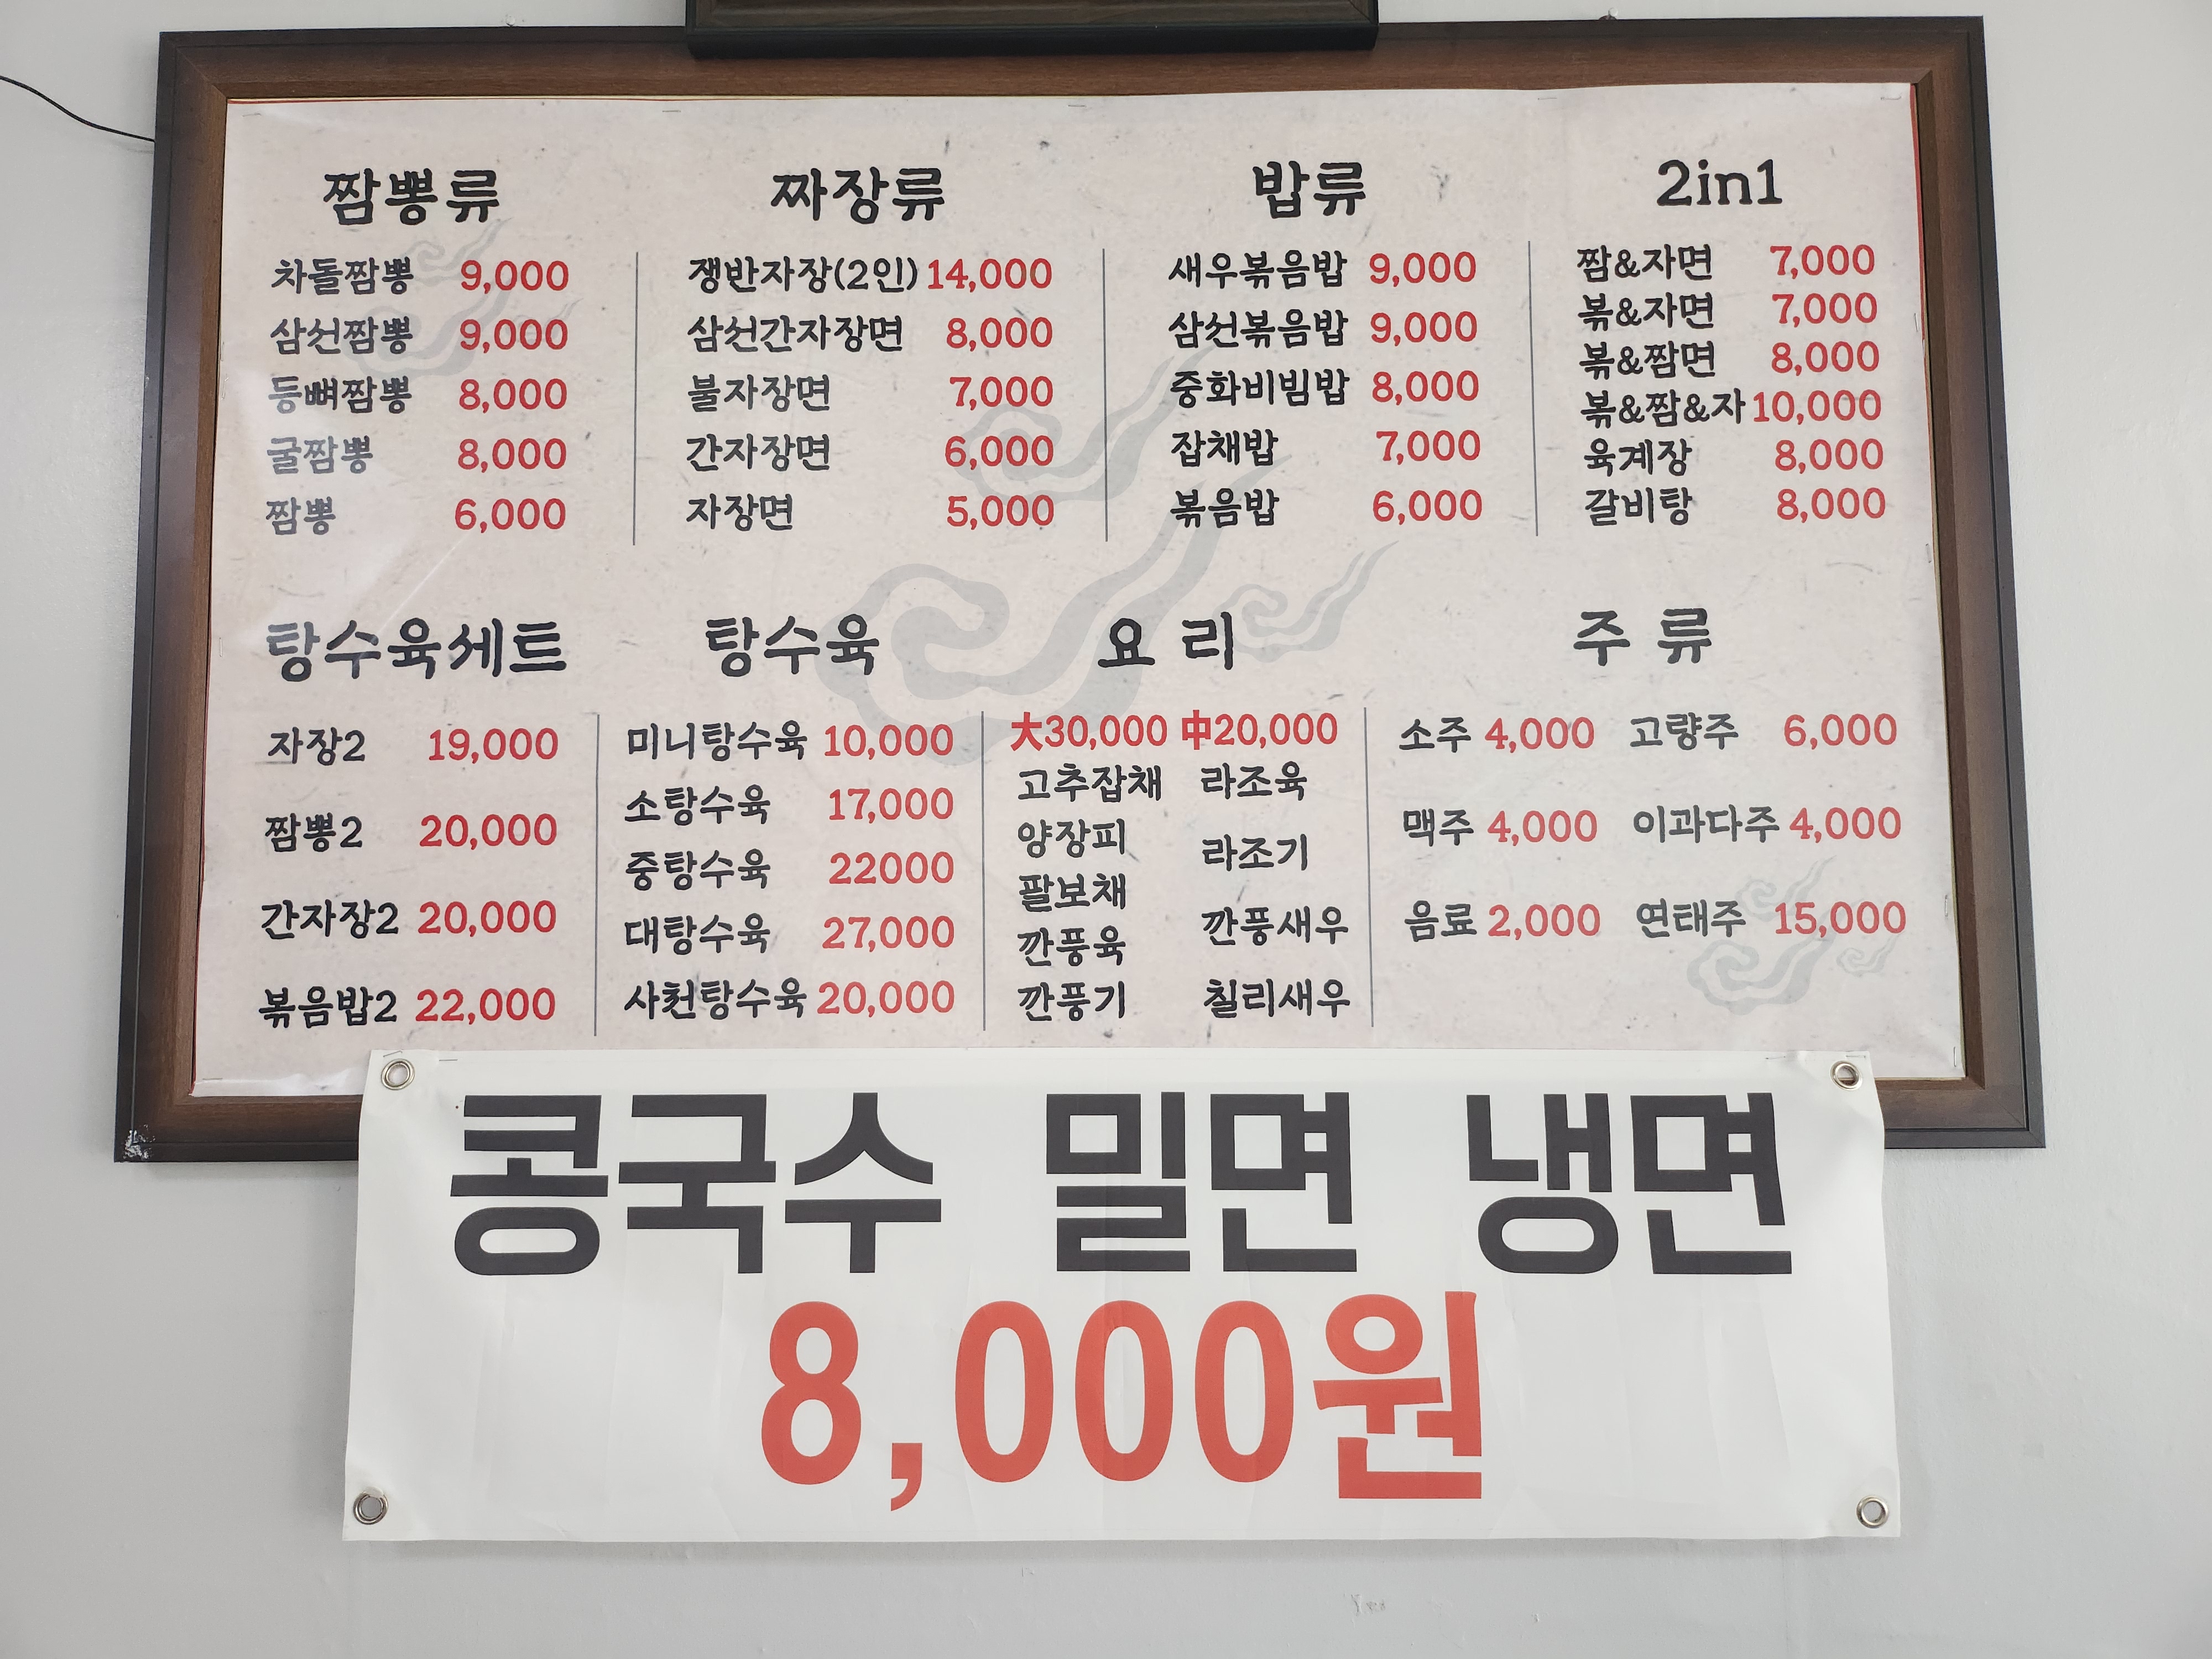 짬뽕류
차돌짬뽕 9,000
삼선짬뽕 9,000
등뼈짬뽕 8,000
굴짬뽕 8,000
짬뽕 6,000
짜장류
쟁반자장(2인) 14,000
삼선간자장면 8,000
불자장면 7,000
간자장면 6,000
자장면 5,000
밥류
새우볶음밥 9,000
삼선볶음밥 9,000
중화비빔밥 8,000
잡채밥 7,000
볶음밥 6,000
2in1
짬&자면 7,000
볶&자면 7,000
볶&짬면 8,000
볶&짬&자 10,000
육계장 8,000
갈비탕 8,000
탕수육세트
자장2 19,000
짬뽕2 20,000
간자장2 20,000
볶음밥2 22,000
탕수육
미니탕수육 10,000
소탕수육 17,000
중탕수육 22000
대탕수육 27,000
사천탕수육 20,000
요 리
大30,000 中20,000
고추잡채 라조육
양장피 라조기
팔보채
깐풍육 깐풍새우
깐풍기 칠리새우
주 류
소주 4,000 고량주 6,000
맥주 4,000 이과다주 4,000
음료 2,000 연태주 15,000
콩국수 밀면 냉면
8,000원